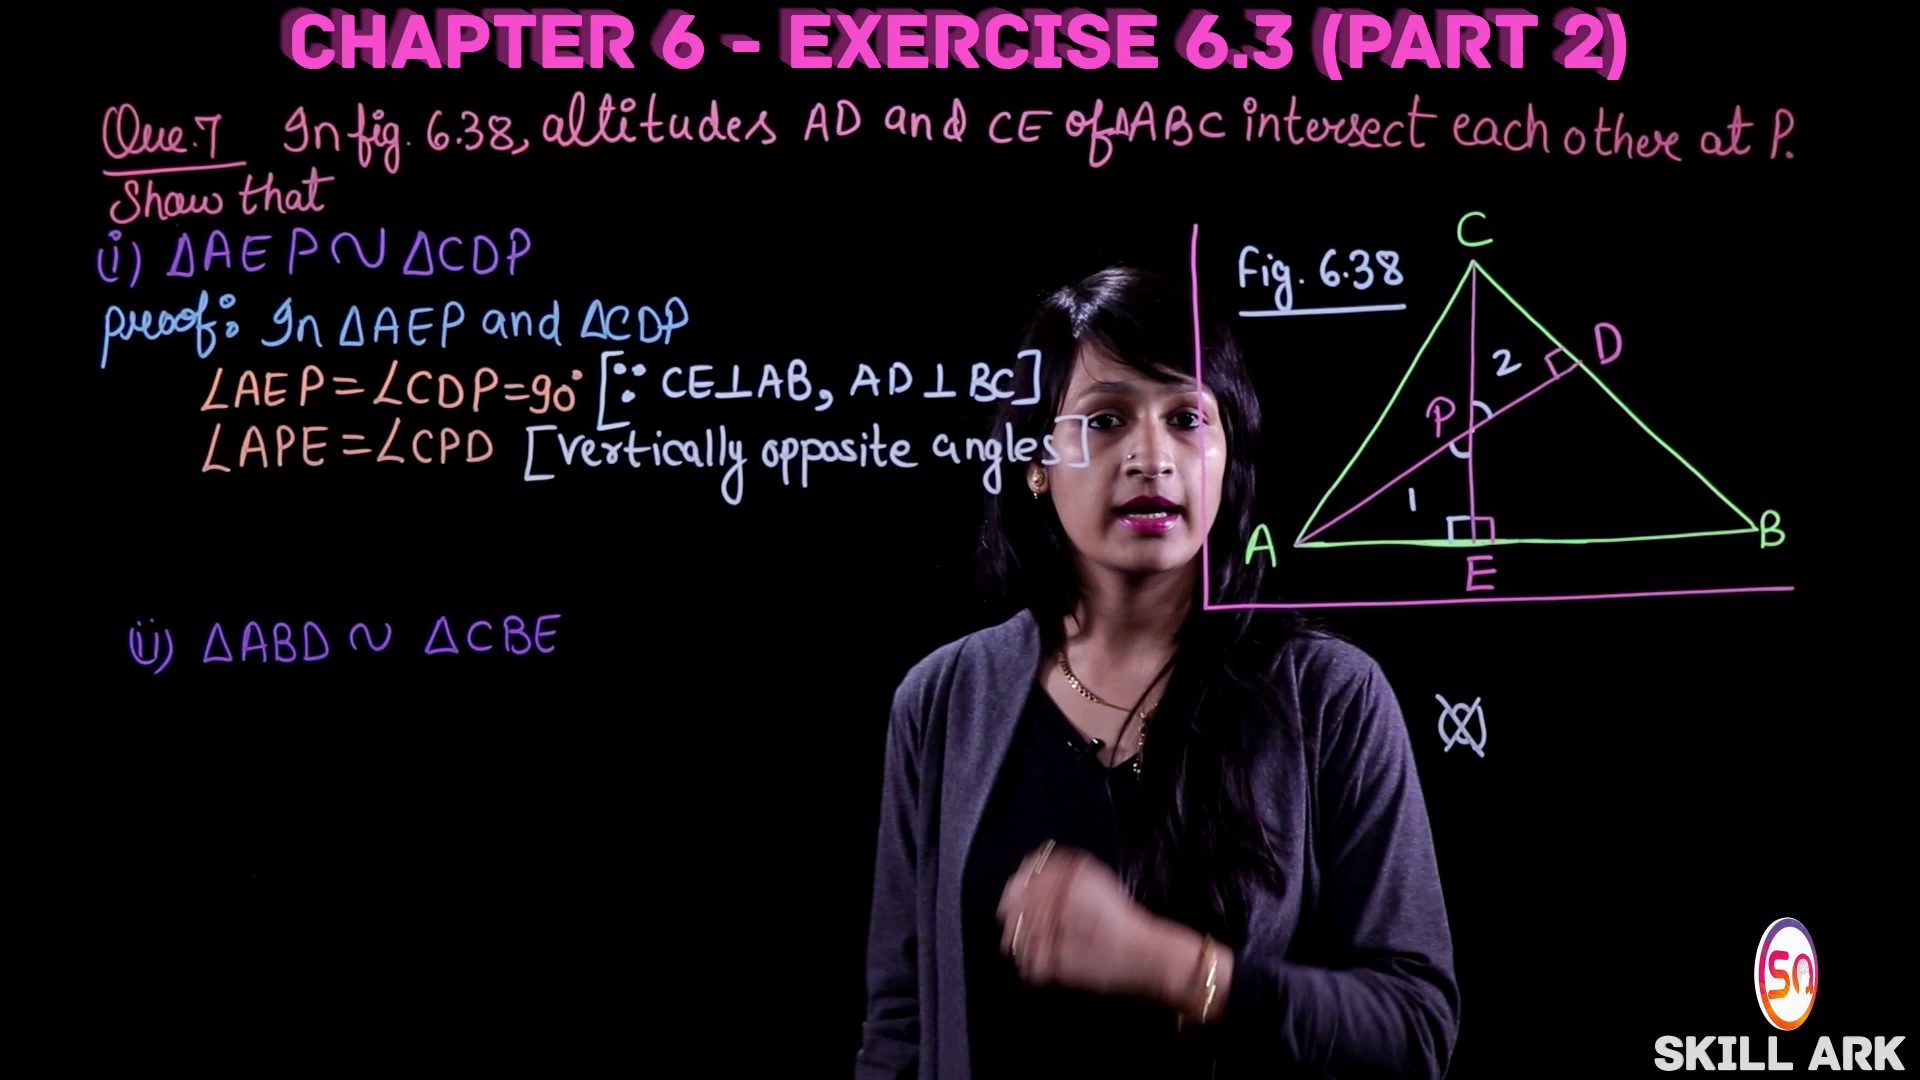 CHAPTER 6 - EXERCISE 6.3 (PART 2)
Que.7 In fig. 6.38, altitudes AD and CE of ΔABC intersect each other at P.
Show that
(i) ΔAEP ~ ΔCDP
proof: In ΔAEP and ΔCDP
∠AEP = ∠CDP = 90° [∵ CE⊥AB, AD⊥BC]
∠APE = ∠CPD [vertically opposite angles]
(ii) ΔABD ~ ΔCBE
Fig. 6.38
C
D
2
P
1
A
B
E
SA
SKILL ARK